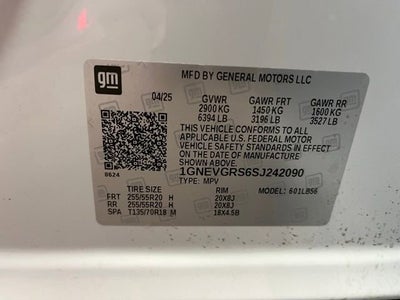 gm
MFD BY GENERAL MOTORS LLC
04/25 GVWR GAWR FRT GAWR RR
2900 KG 1450 KG 1600 KG
6394 LB 3196 LB 3527 LB
THIS VEHICLE CONFORMS TO ALL
APPLICABLE U.S. FEDERAL MOTOR
VEHICLE SAFETY STANDARDS IN
EFFECT ON THE DATE OF
MANUFACTURE SHOWN ABOVE.
8624 1GNEVGRS6SJ242090
TYPE: MPV MODEL: 601LB56
TIRE SIZE RIM
FRT 255/55R20 H 20X8J
RR 255/55R20 H 20X8J
SPA T135/70R18 M 18X4.5B